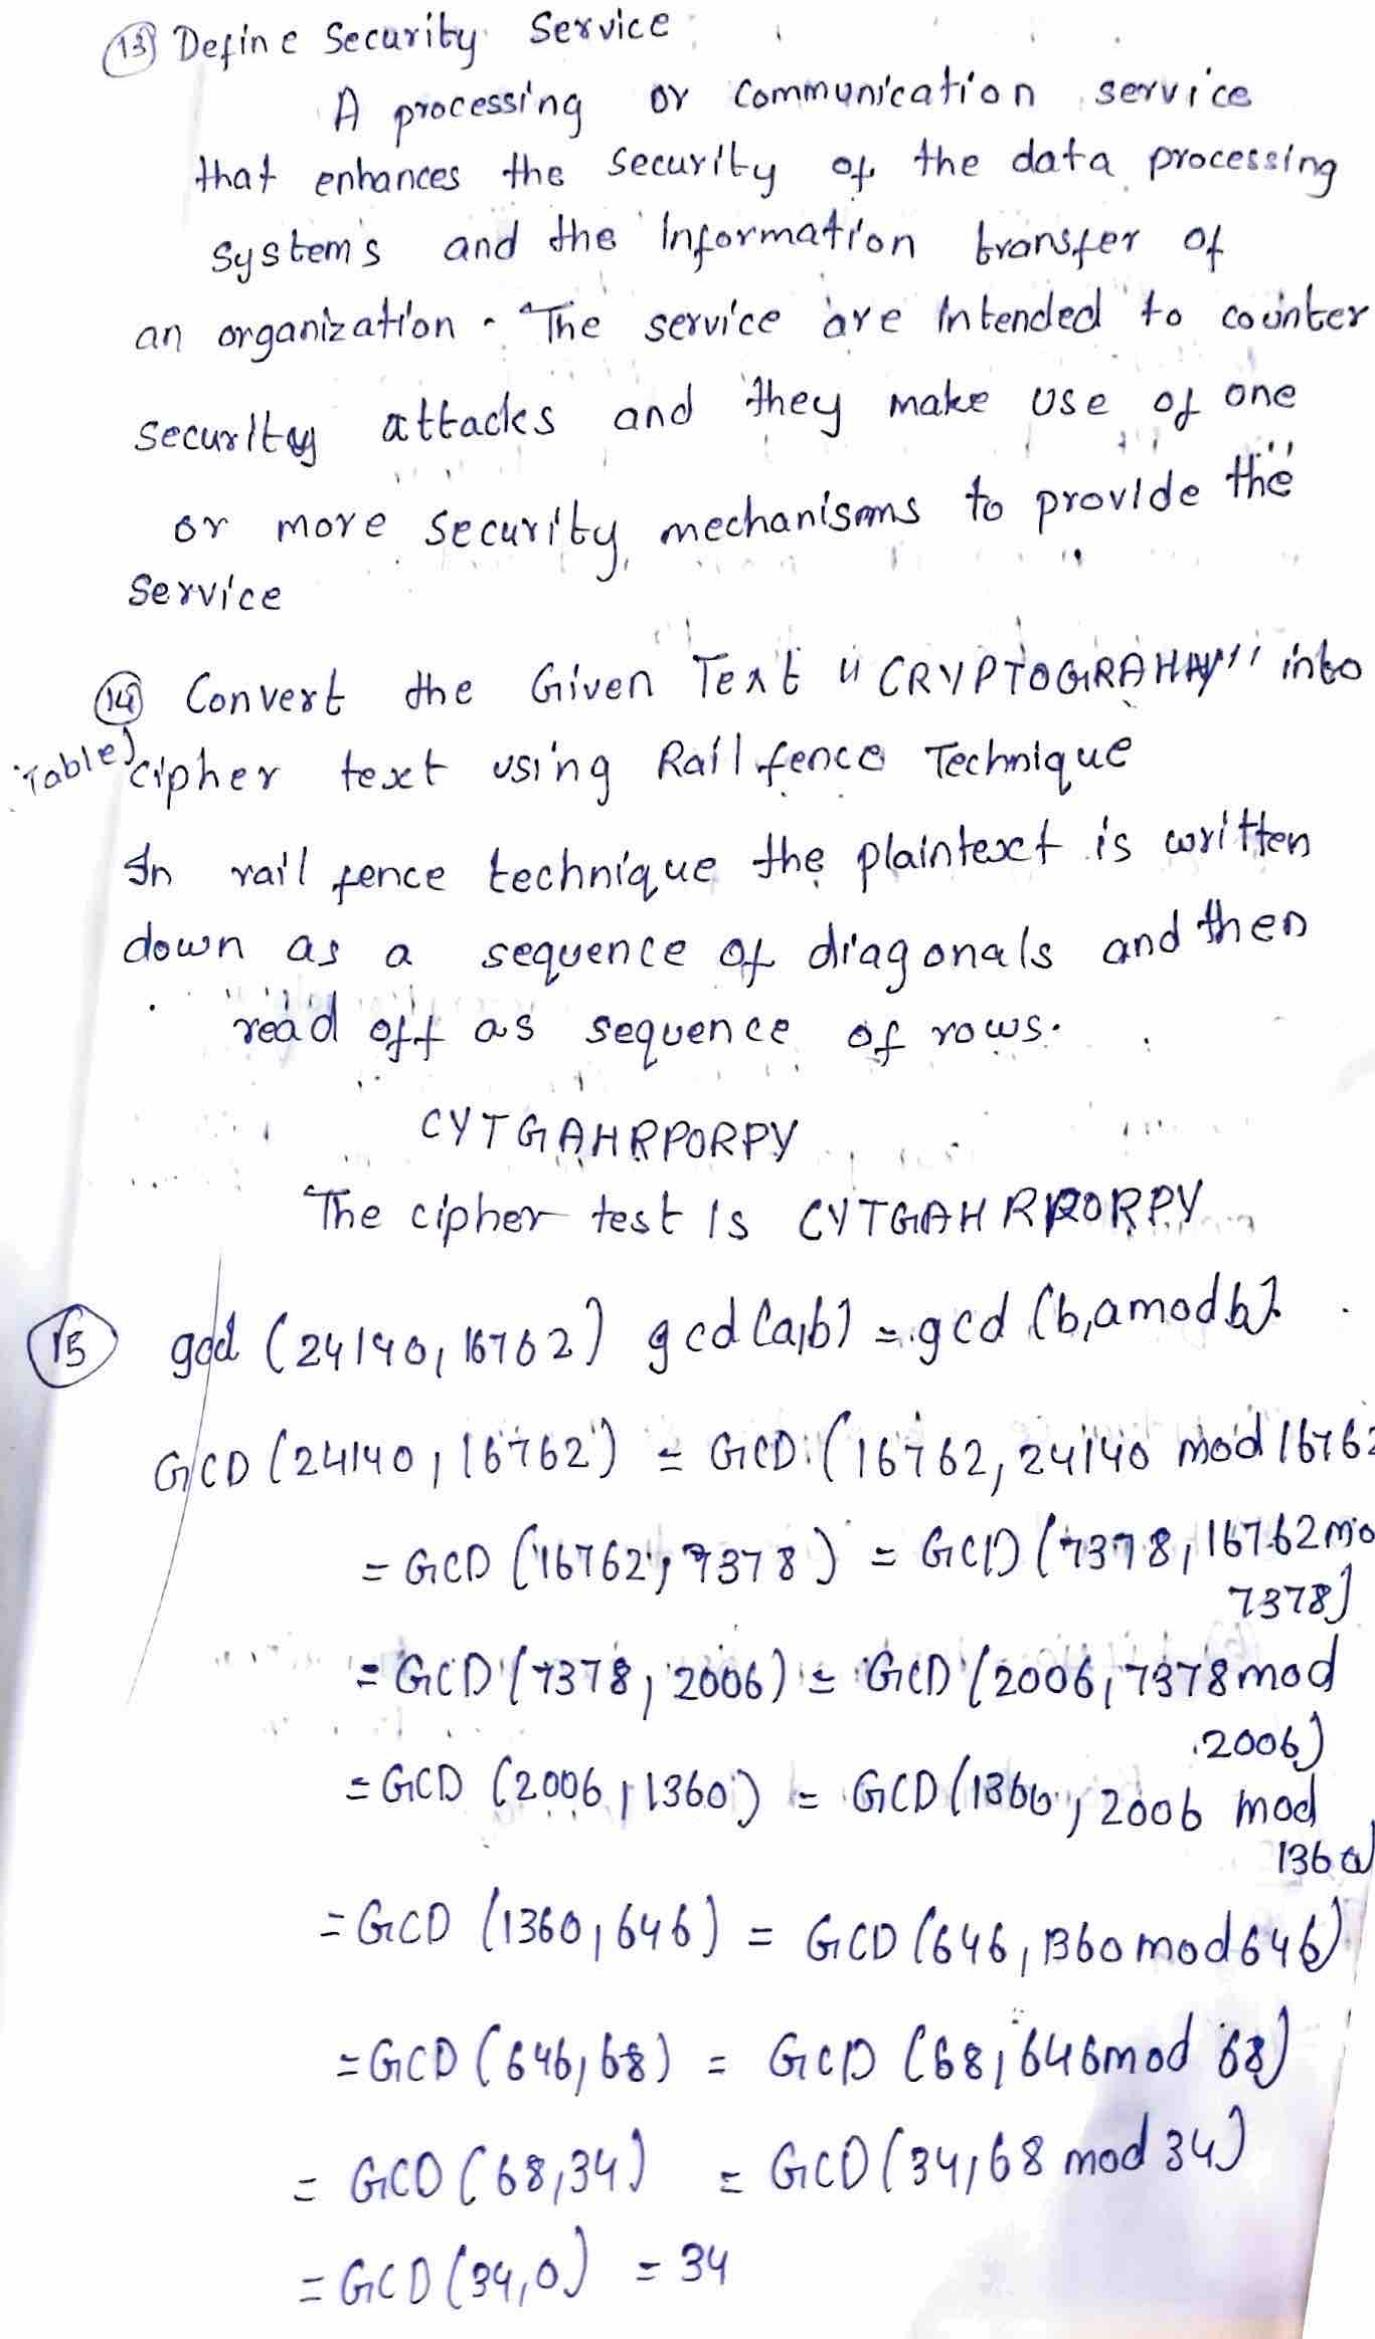 (13) Define Security Service
A processing or communication service
that enhances the security of the data processing
systems and the Information transfer of
an organization. The service are Intended to counter
security attacks and they make use of one
or more security mechanisms to provide the
Service
(14) Convert the Given Text "CRYPTOGRAHAY" into
Table) cipher text using Rail fence Technique
In rail fence technique the plaintext is written
down as a sequence of diagonals and then
read off as sequence of rows.
CYTGAHRPORPY
The cipher test Is CYTGAHRPORPY
(15) gcd (24140, 16762) gcd (a,b) = gcd (b,a mod b)
GCD (24140, 16762) = GCD (16762, 24140 mod 16762
= GCD (16762, 7378) = GCD (7378, 16762 mo
7378)
= GCD (7378, 2006) = GCD (2006, 7378 mod
2006)
= GCD (2006, 1360) = GCD (1360, 2006 mod
1360)
= GCD (1360, 646) = GCD (646, 1360 mod 646)
= GCD (646, 68) = GCD (68, 646 mod 68)
= GCD (68,34) = GCD (34, 68 mod 34)
= GCD (34,0) = 34